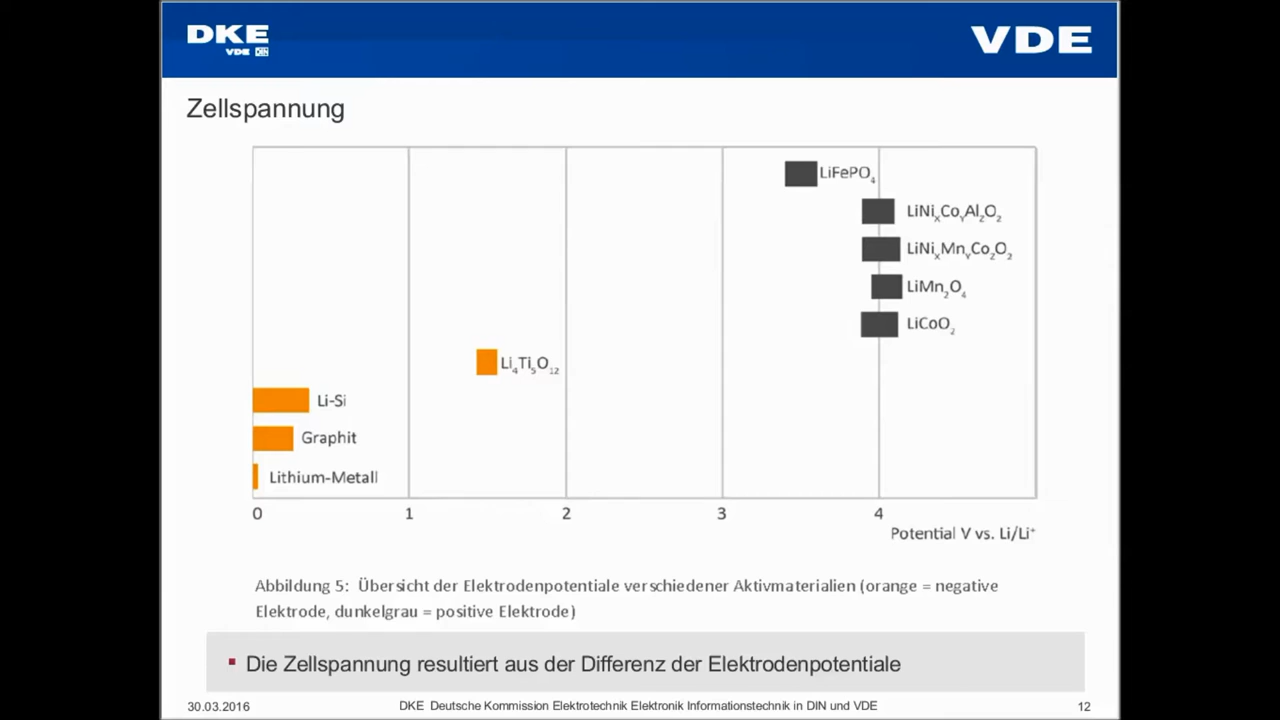 DKE
VDE DIN
VDE
Zellspannung
LiFePO₄
LiNiₓCoᵧAl₂O₂
LiNiₓMnᵧCo₂O₂
LiMn₂O₄
LiCoO₂
Li₄Ti₅O₁₂
Li-Si
Graphit
Lithium-Metall
0 1 2 3 4
Potential V vs. Li/Li⁺
Abbildung 5: Übersicht der Elektrodenpotentiale verschiedener Aktivmaterialien (orange = negative
Elektrode, dunkelgrau = positive Elektrode)
▪ Die Zellspannung resultiert aus der Differenz der Elektrodenpotentiale
30.03.2016 DKE Deutsche Kommission Elektrotechnik Elektronik Informationstechnik in DIN und VDE 12